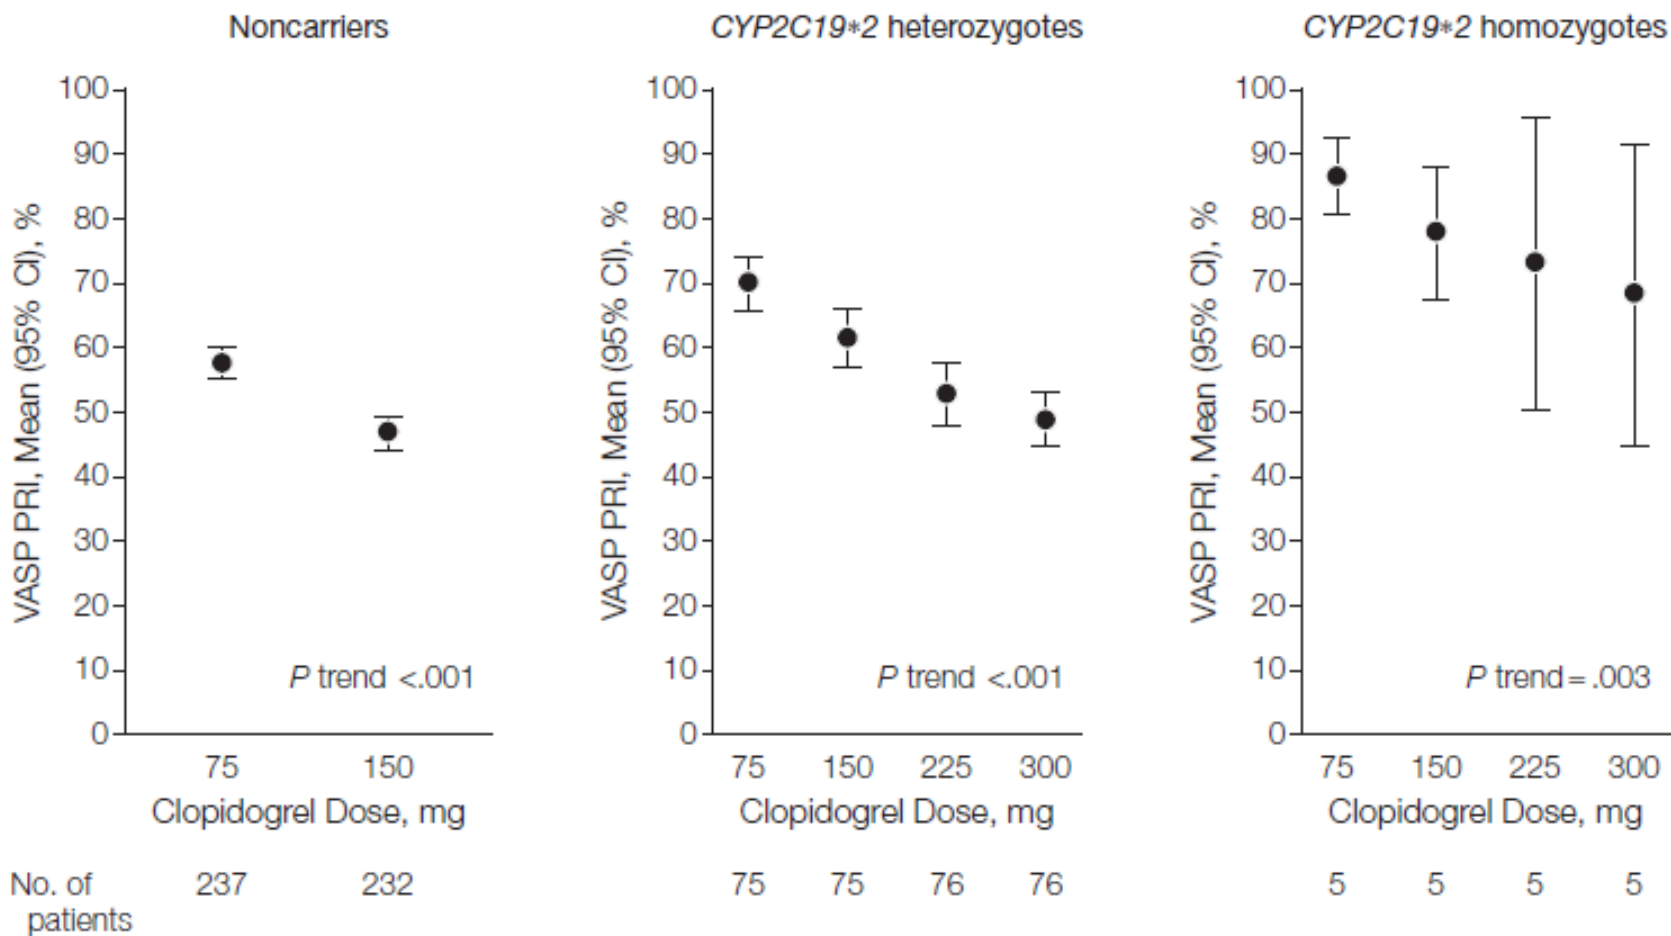 Noncarriers
VASP PRI, Mean (95% CI), %
100
90
80
70
60
50
40
30
20
10
0
P trend <.001
75 150
Clopidogrel Dose, mg
CYP2C19*2 heterozygotes
VASP PRI, Mean (95% CI), %
100
90
80
70
60
50
40
30
20
10
0
P trend <.001
75 150 225 300
Clopidogrel Dose, mg
CYP2C19*2 homozygotes
VASP PRI, Mean (95% CI), %
100
90
80
70
60
50
40
30
20
10
0
P trend = .003
75 150 225 300
Clopidogrel Dose, mg
No. of 237 232 75 75 76 76 5 5 5 5
patients